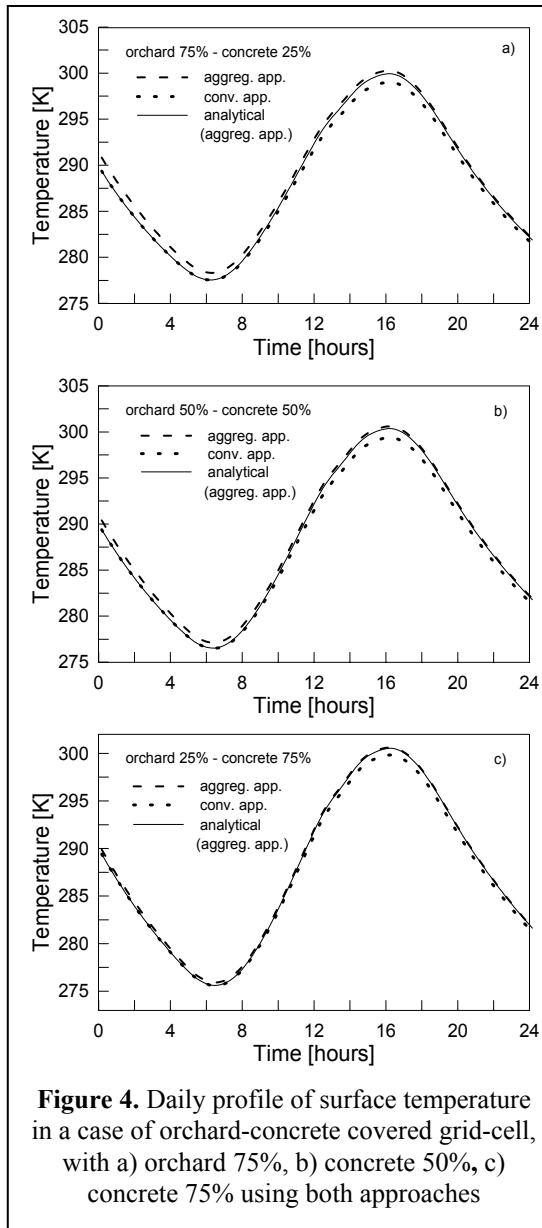 orchard 75% - concrete 25%
a)
aggreg. app.
conv. app.
analytical
(aggreg. app.)
Temperature [K]
305
300
295
290
285
280
275
0 4 8 12 16 20 24
Time [hours]
orchard 50% - concrete 50%
b)
aggreg. app.
conv. app.
analytical
(aggreg. app.)
Temperature [K]
305
300
295
290
285
280
275
0 4 8 12 16 20 24
Time [hours]
orchard 25% - concrete 75%
c)
aggreg. app.
conv. app.
analytical
(aggreg. app.)
Temperature [K]
300
295
290
285
280
275
0 4 8 12 16 20 24
Time [hours]
Figure 4. Daily profile of surface temperature
in a case of orchard-concrete covered grid-cell,
with a) orchard 75%, b) concrete 50%, c)
concrete 75% using both approaches